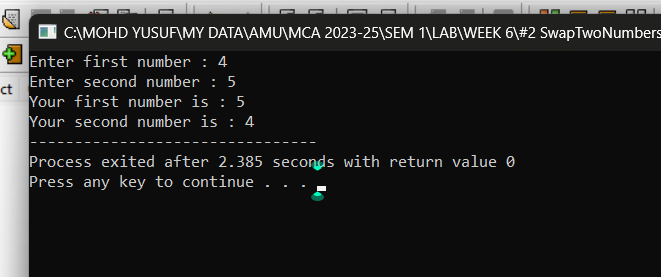 C:\MOHD YUSUF\MY DATA\AMU\MCA 2023-25\SEM 1\LAB\WEEK 6\#2 SwapTwoNumbers
Enter first number : 4
Enter second number : 5
Your first number is : 5
Your second number is : 4
--------------------------------
Process exited after 2.385 seconds with return value 0
Press any key to continue . . .
ct